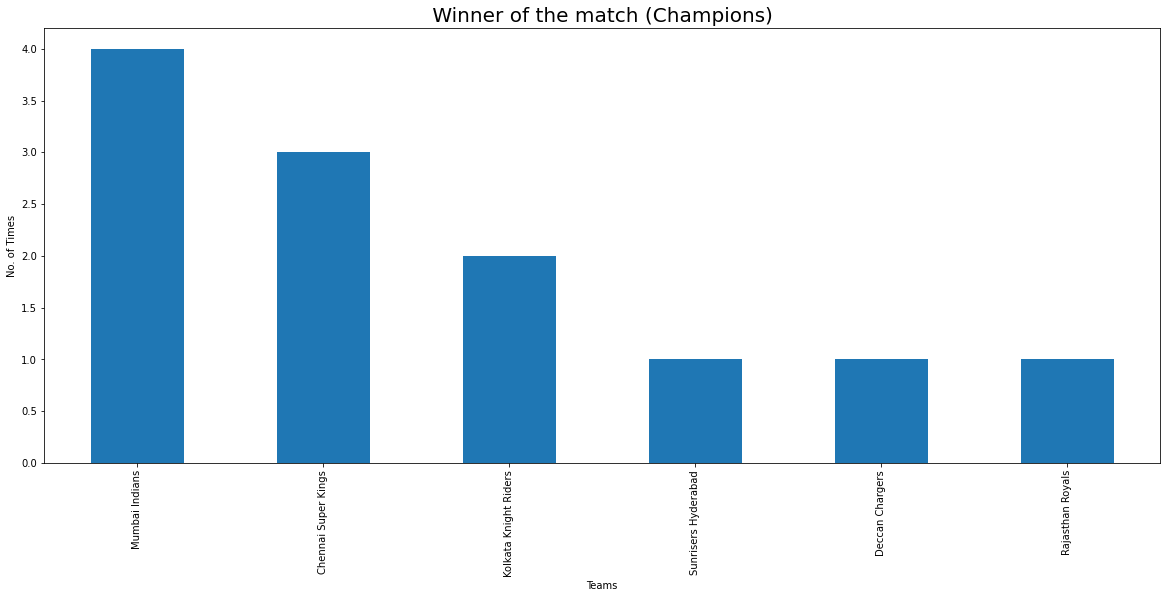 Winner of the match (Champions)
4.0
3.5
3.0
2.5
2.0
1.5
1.0
0.5
0.0
No. of Times
Mumbai Indians
Chennai Super Kings
Kolkata Knight Riders
Sunrisers Hyderabad
Deccan Chargers
Rajasthan Royals
Teams